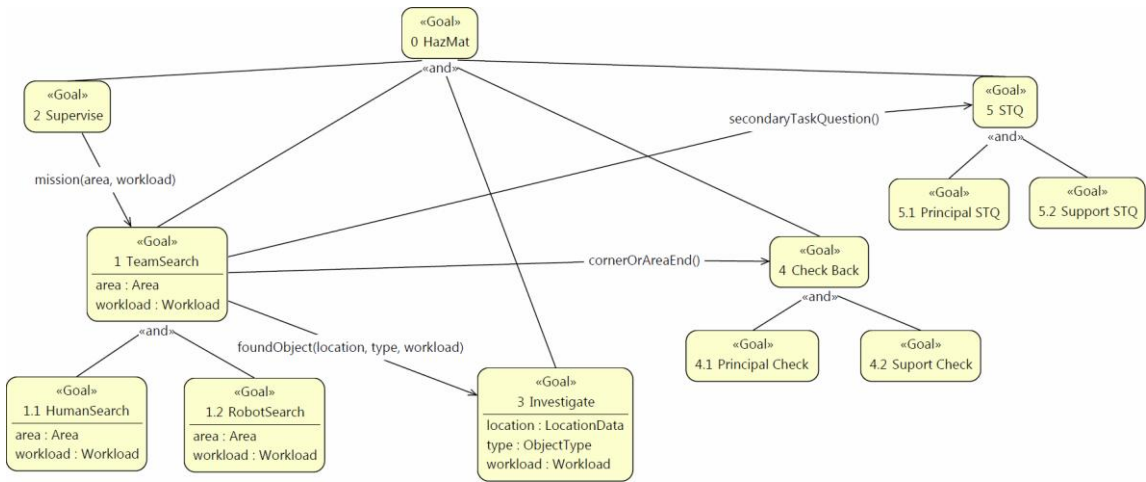 «Goal»
0 HazMat
«and»
«Goal»
2 Supervise
«Goal»
5 STQ
«and»
secondaryTaskQuestion()
mission(area, workload)
«Goal»
5.1 Principal STQ
«Goal»
5.2 Support STQ
«Goal»
1 TeamSearch
area : Area
workload : Workload
«and»
cornerOrAreaEnd()
«Goal»
4 Check Back
«and»
foundObject(location, type, workload)
«Goal»
4.1 Principal Check
«Goal»
4.2 Suport Check
«Goal»
1.1 HumanSearch
area : Area
workload : Workload
«Goal»
1.2 RobotSearch
area : Area
workload : Workload
«Goal»
3 Investigate
location : LocationData
type : ObjectType
workload : Workload